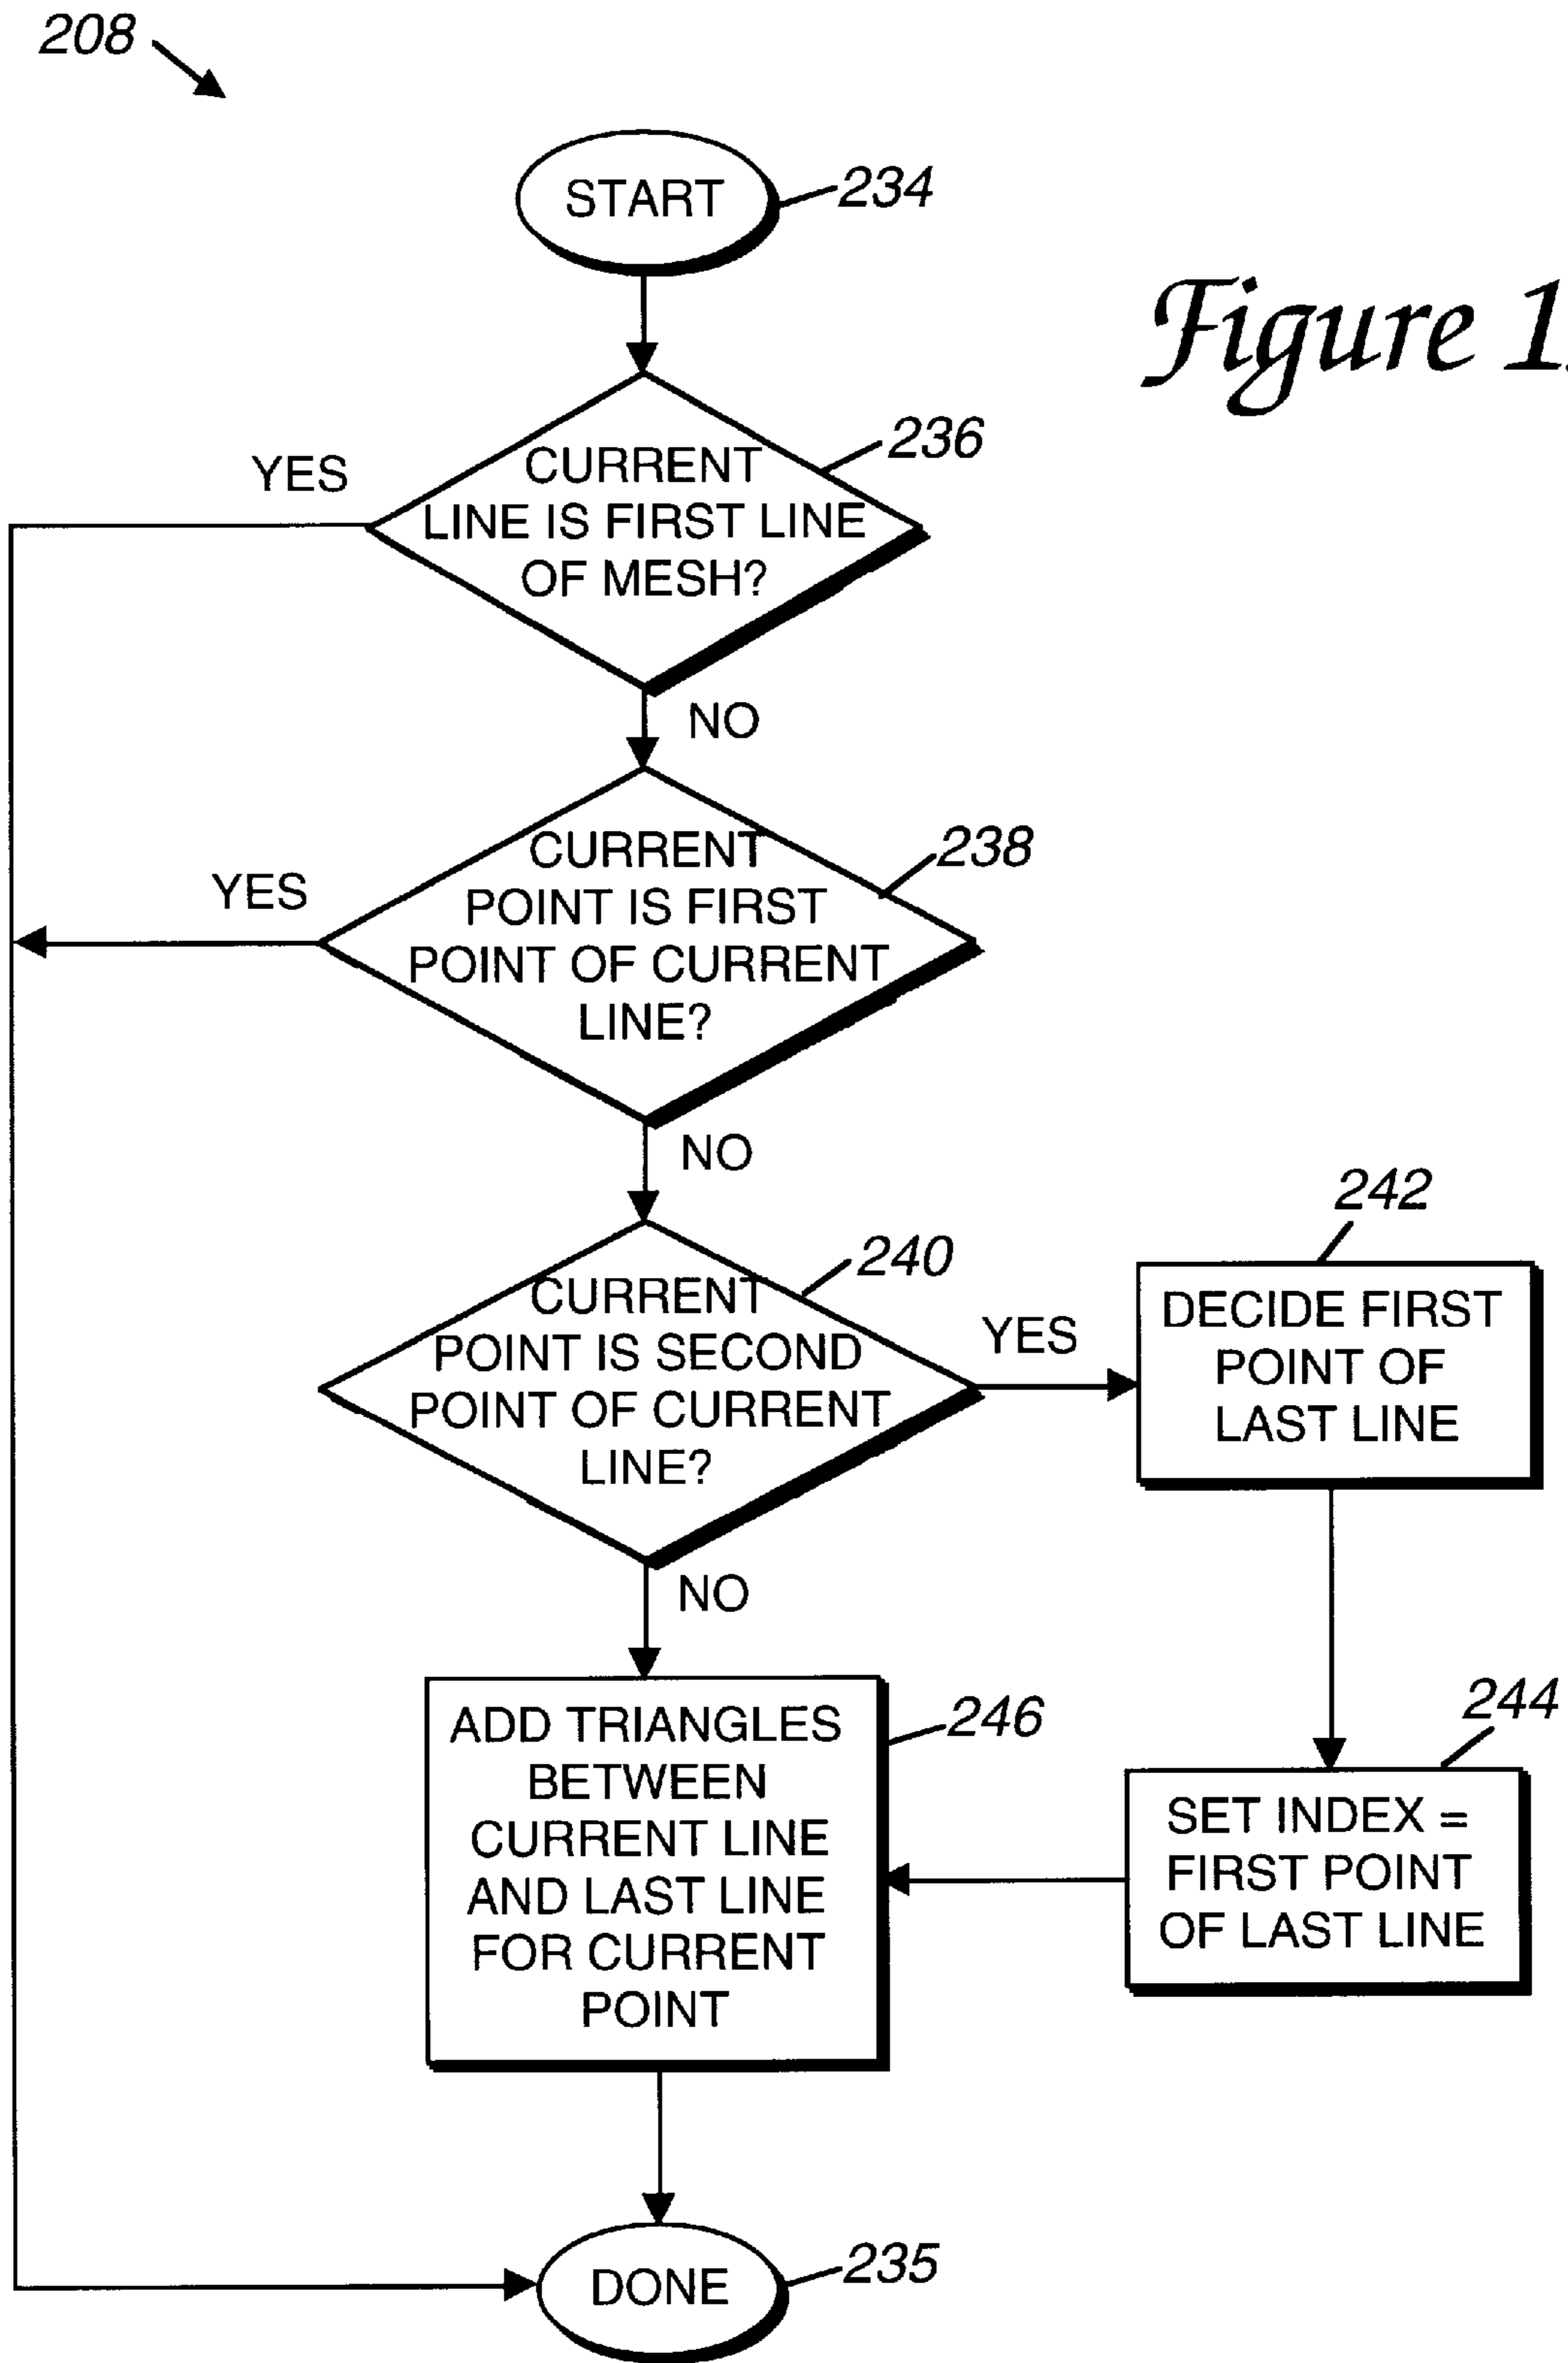 208
START
234
Figure 1
CURRENT
LINE IS FIRST LINE
OF MESH?
236
YES
NO
CURRENT
POINT IS FIRST
POINT OF CURRENT
LINE?
238
YES
NO
CURRENT
POINT IS SECOND
POINT OF CURRENT
LINE?
240
YES
242
DECIDE FIRST
POINT OF
LAST LINE
NO
ADD TRIANGLES
BETWEEN
CURRENT LINE
AND LAST LINE
FOR CURRENT
POINT
246
244
SET INDEX =
FIRST POINT
OF LAST LINE
DONE
235